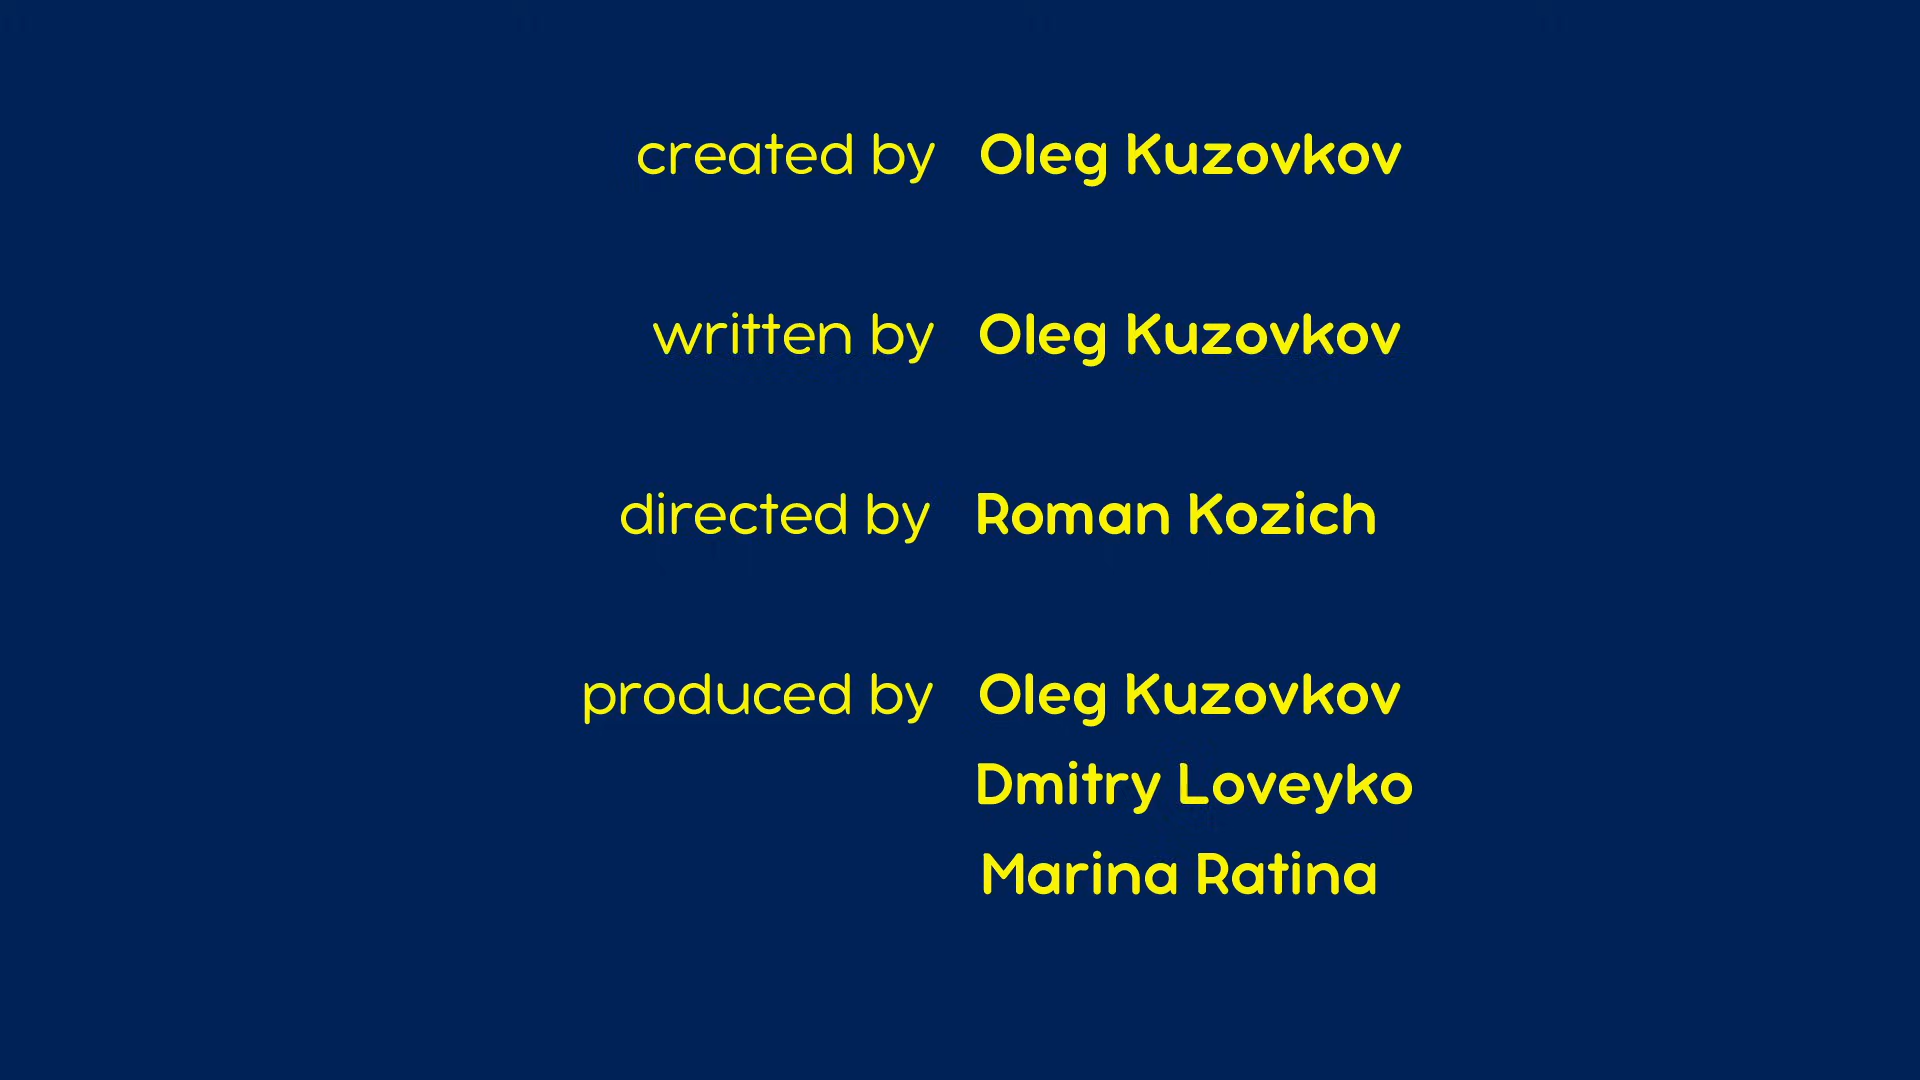 created by Oleg Kuzovkov
written by Oleg Kuzovkov
directed by Roman Kozich
produced by Oleg Kuzovkov
Dmitry Loveyko
Marina Ratina